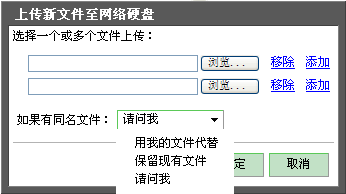 上传新文件至网络硬盘
选择一个或多个文件上传：
浏览... 移除 添加
浏览... 移除 添加
如果有同名文件： 请问我
用我的文件代替
保留现有文件
定 取消
请问我